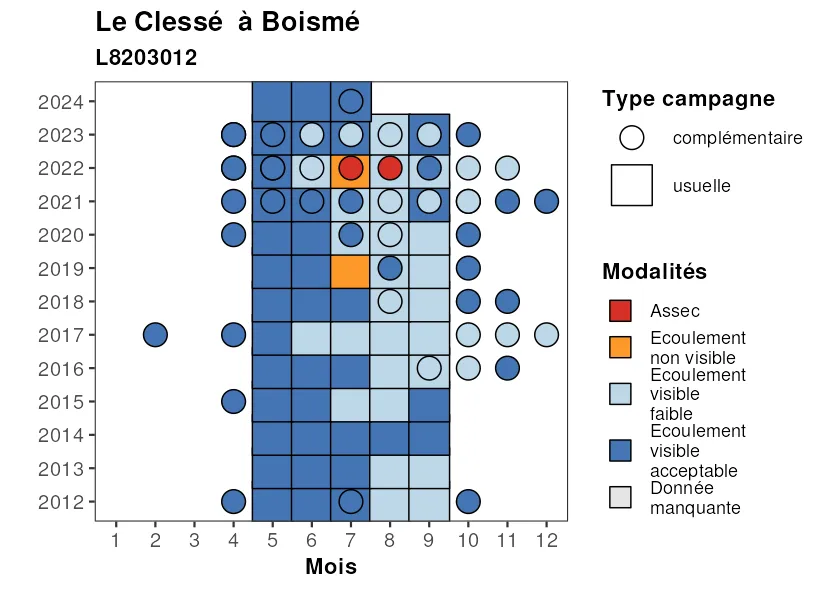 Le Clessé  à Boismé
L8203012
2024
2023
2022
2021
2020
2019
2018
2017
2016
2015
2014
2013
2012
1 2 3 4 5 6 7 8 9 10 11 12
Mois
Type campagne
complémentaire
usuelle
Modalités
Assec
Ecoulement
non visible
Ecoulement
visible
faible
Ecoulement
visible
acceptable
Donnée
manquante